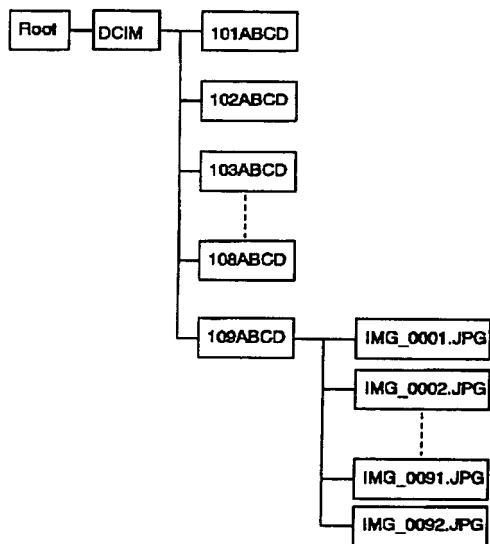 Root
DCIM
101ABCD
102ABCD
103ABCD
108ABCD
109ABCD
IMG_0001.JPG
IMG_0002.JPG
IMG_0091.JPG
IMG_0092.JPG